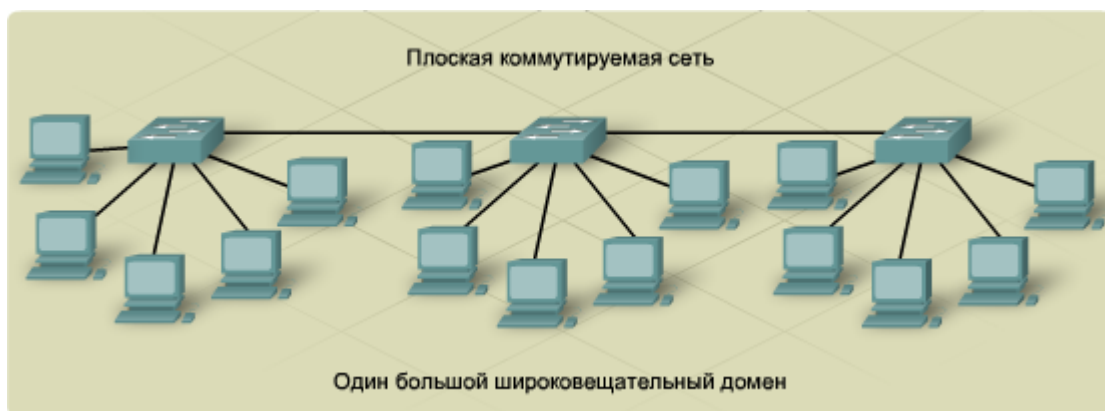 Плоская коммутируемая сеть
Один большой широковещательный домен